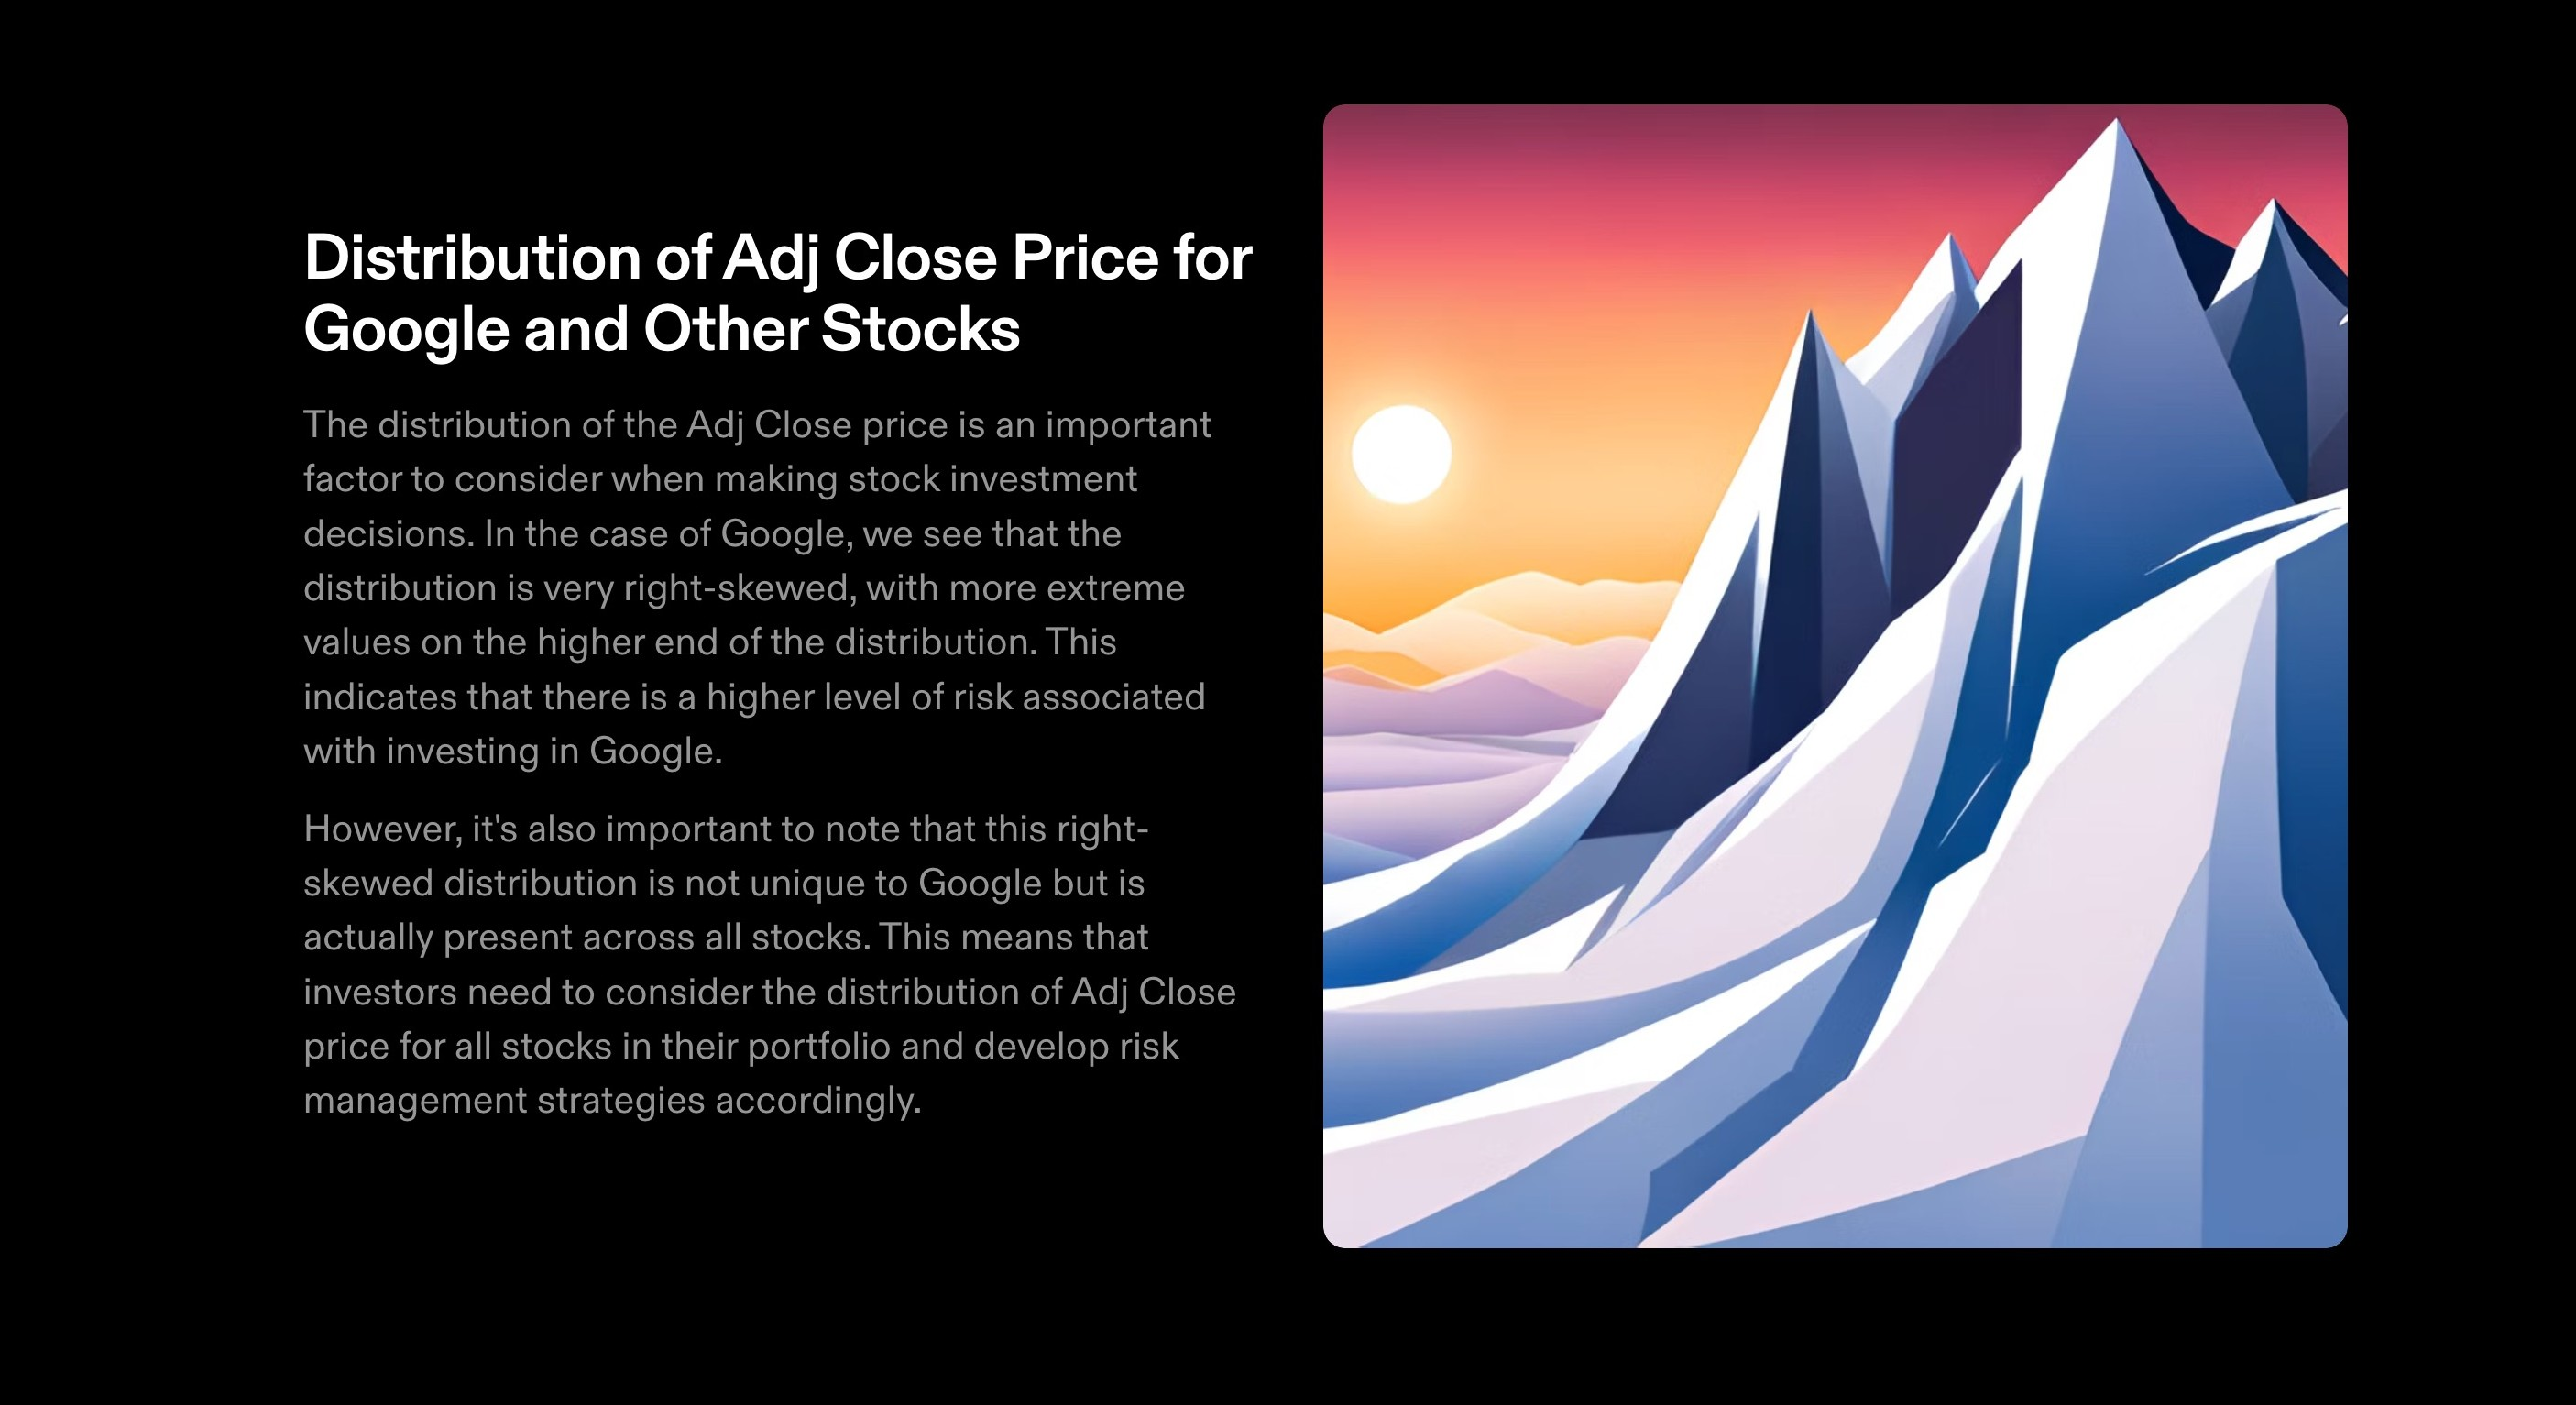 Distribution of Adj Close Price for
Google and Other Stocks
The distribution of the Adj Close price is an important
factor to consider when making stock investment
decisions. In the case of Google, we see that the
distribution is very right-skewed, with more extreme
values on the higher end of the distribution. This
indicates that there is a higher level of risk associated
with investing in Google.
However, it's also important to note that this right-
skewed distribution is not unique to Google but is
actually present across all stocks. This means that
investors need to consider the distribution of Adj Close
price for all stocks in their portfolio and develop risk
management strategies accordingly.